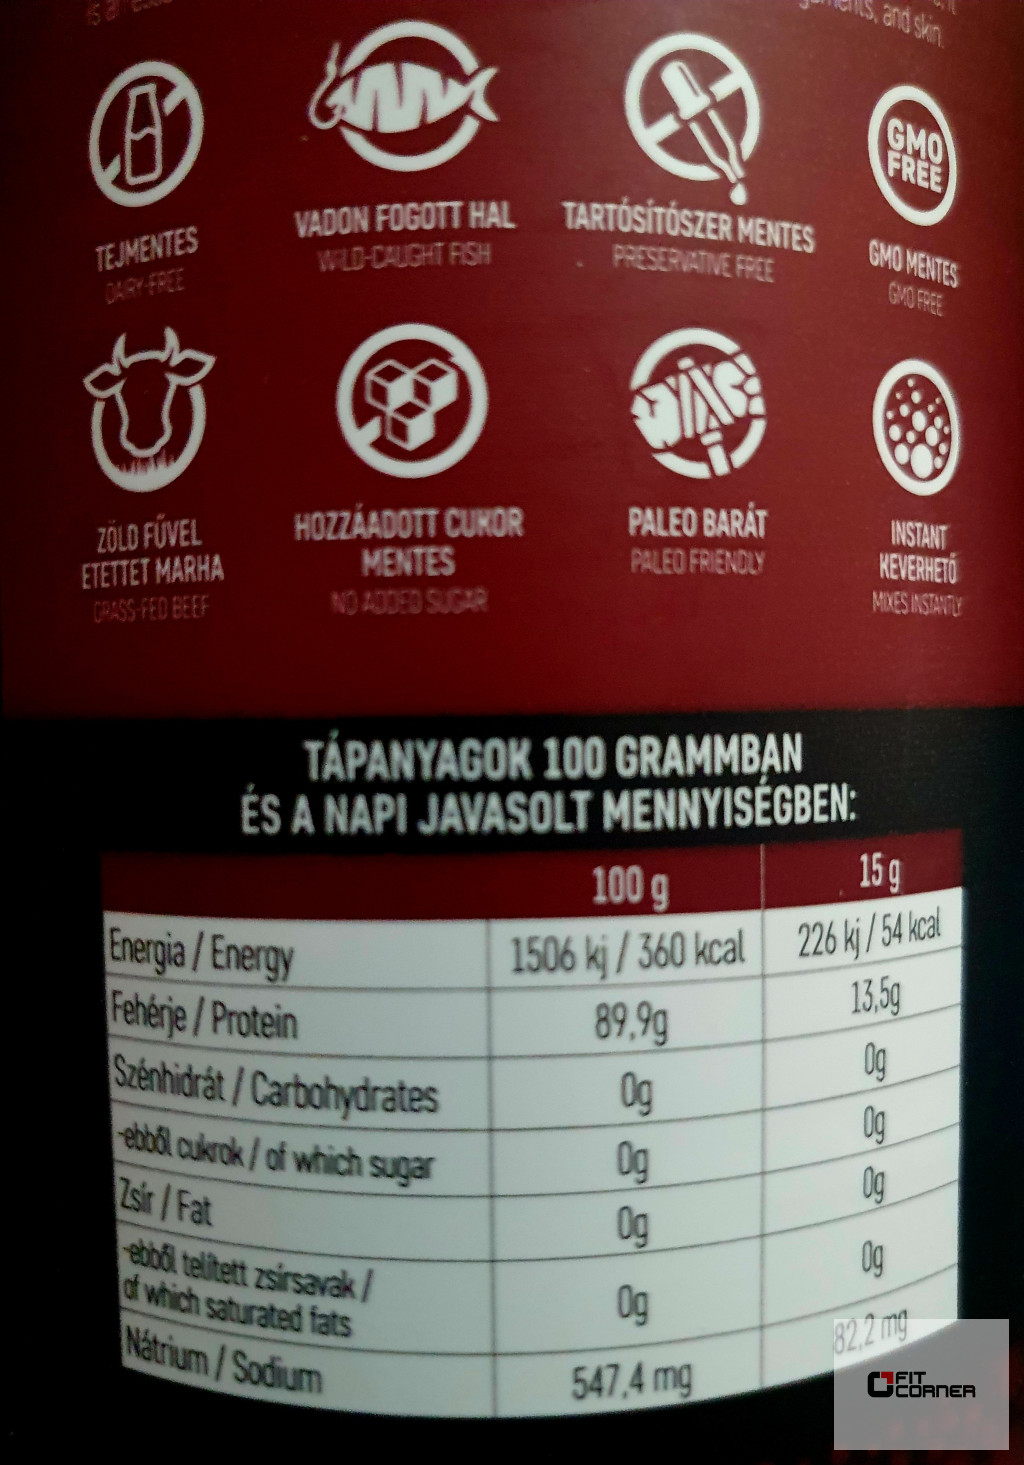 and skin.
GMO
FREE
TEJMENTES
DAIRY-FREE
VADON FOGOTT HAL
WILD-CAUGHT FISH
TARTÓSÍTÓSZER MENTES
PRESERVATIVE FREE
GMO MENTES
GMO FREE
ZÖLD FŰVEL
ETETTET MARHA
GRASS-FED BEEF
HOZZÁADOTT CUKOR
MENTES
NO ADDED SUGAR
PALEO BARÁT
PALEO FRIENDLY
INSTANT
KEVERHETŐ
MIXES INSTANTLY
TÁPANYAGOK 100 GRAMMBAN
ÉS A NAPI JAVASOLT MENNYISÉGBEN:
100 g 15 g
Energia / Energy 1506 kj / 360 kcal 226 kj / 54 kcal
Fehérje / Protein 89,9g 13,5g
Szénhidrát / Carbohydrates 0g 0g
-ebből cukrok / of which sugar 0g 0g
Zsír / Fat 0g 0g
-ebből telített zsírsavak /
of which saturated fats 0g 0g
Nátrium / Sodium 547,4 mg 82,2 mg
FIT
CORNER